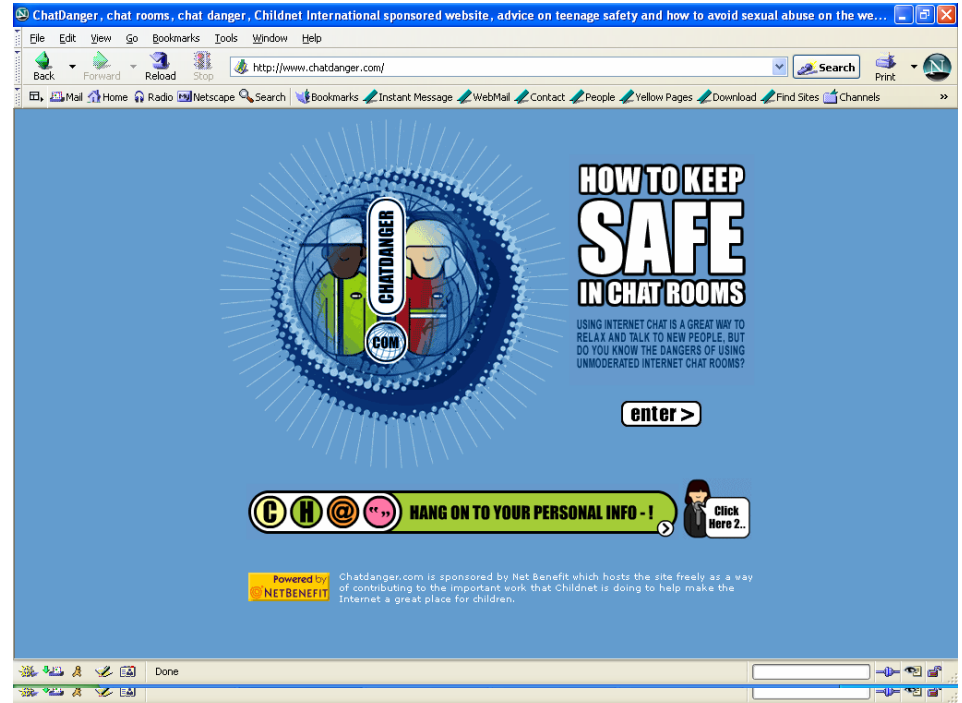 ChatDanger, chat rooms, chat danger, Childnet International sponsored website, advice on teenage safety and how to avoid sexual abuse on the we...
File Edit View Go Bookmarks Tools Window Help
Back Forward Reload Stop http://www.chatdanger.com/ Search Print N
Mail Home Radio Netscape Search Bookmarks Instant Message WebMail Contact People Yellow Pages Download Find Sites Channels »
CHATDANGER
COM
HOW TO KEEP
SAFE
IN CHAT ROOMS
USING INTERNET CHAT IS A GREAT WAY TO
RELAX AND TALK TO NEW PEOPLE, BUT
DO YOU KNOW THE DANGERS OF USING
UNMODERATED INTERNET CHAT ROOMS?
enter >
C H @ “ ” HANG ON TO YOUR PERSONAL INFO - !
Click
Here 2..
Powered by
NETBENEFIT
Chatdanger.com is sponsored by Net Benefit which hosts the site freely as a way
of contributing to the important work that Childnet is doing to help make the
Internet a great place for children.
Done